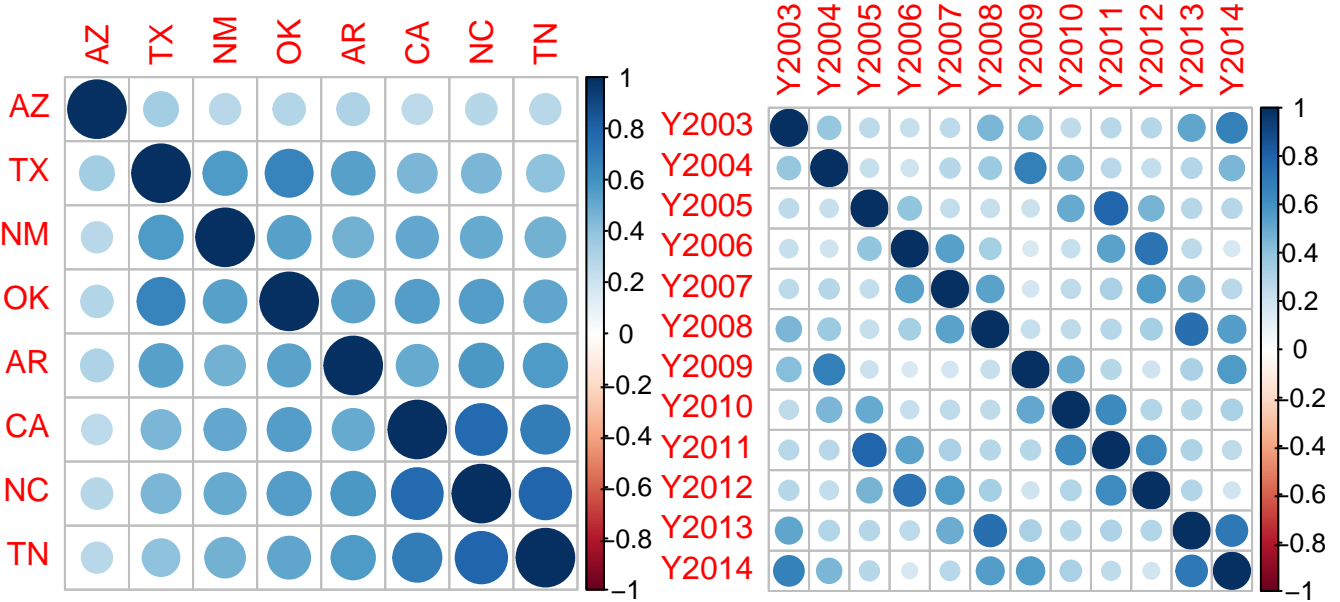 AZ TX NM OK AR CA NC TN
AZ
TX
NM
OK
AR
CA
NC
TN
1
0.8
0.6
0.4
0.2
0
−0.2
−0.4
−0.6
−0.8
−1
Y2003 Y2004 Y2005 Y2006 Y2007 Y2008 Y2009 Y2010 Y2011 Y2012 Y2013 Y2014
Y2003
Y2004
Y2005
Y2006
Y2007
Y2008
Y2009
Y2010
Y2011
Y2012
Y2013
Y2014
1
0.8
0.6
0.4
0.2
0
−0.2
−0.4
−0.6
−0.8
−1